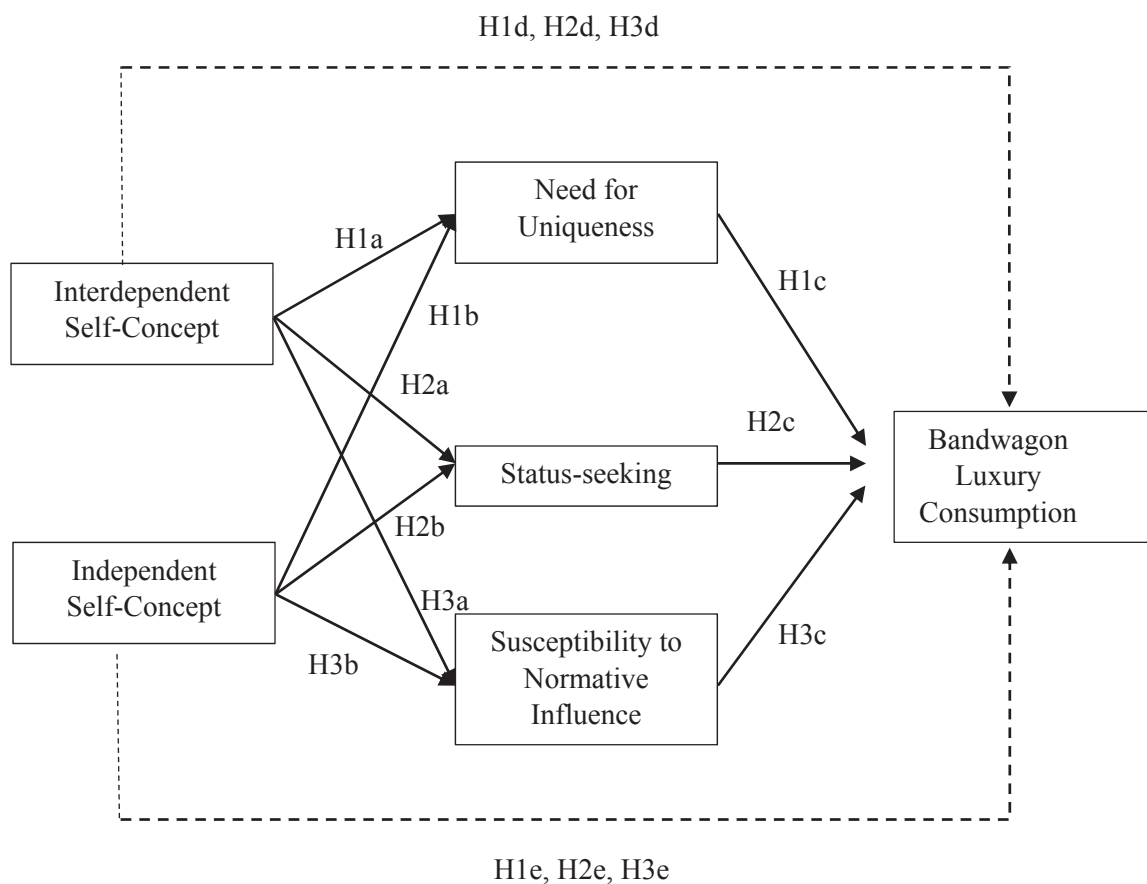 H1d, H2d, H3d
Need for
Uniqueness
H1a
H1c
Interdependent
Self-Concept
H1b
H2a
H2c
Bandwagon
Luxury
Consumption
Status-seeking
H2b
Independent
Self-Concept
H3a
Susceptibility to
Normative
Influence
H3c
H3b
H1e, H2e, H3e